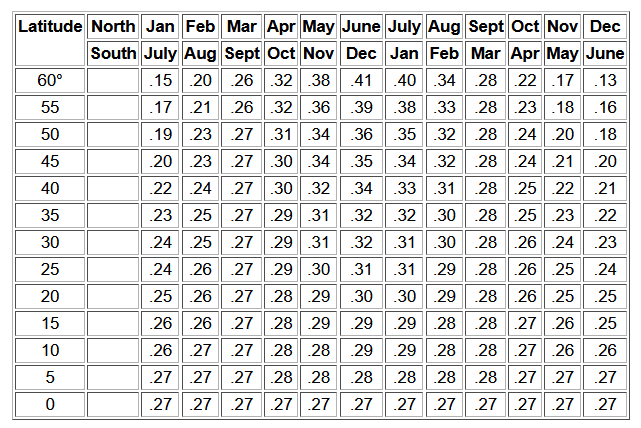 Latitude North Jan Feb Mar Apr May June July Aug Sept Oct Nov Dec
South July Aug Sept Oct Nov Dec Jan Feb Mar Apr May June
60° .15 .20 .26 .32 .38 .41 .40 .34 .28 .22 .17 .13
55 .17 .21 .26 .32 .36 .39 .38 .33 .28 .23 .18 .16
50 .19 .23 .27 .31 .34 .36 .35 .32 .28 .24 .20 .18
45 .20 .23 .27 .30 .34 .35 .34 .32 .28 .24 .21 .20
40 .22 .24 .27 .30 .32 .34 .33 .31 .28 .25 .22 .21
35 .23 .25 .27 .29 .31 .32 .32 .30 .28 .25 .23 .22
30 .24 .25 .27 .29 .31 .32 .31 .30 .28 .26 .24 .23
25 .24 .26 .27 .29 .30 .31 .31 .29 .28 .26 .25 .24
20 .25 .26 .27 .28 .29 .30 .30 .29 .28 .26 .25 .25
15 .26 .26 .27 .28 .29 .29 .29 .28 .28 .27 .26 .25
10 .26 .27 .27 .28 .28 .29 .29 .28 .28 .27 .26 .26
5 .27 .27 .27 .28 .28 .28 .28 .28 .28 .27 .27 .27
0 .27 .27 .27 .27 .27 .27 .27 .27 .27 .27 .27 .27